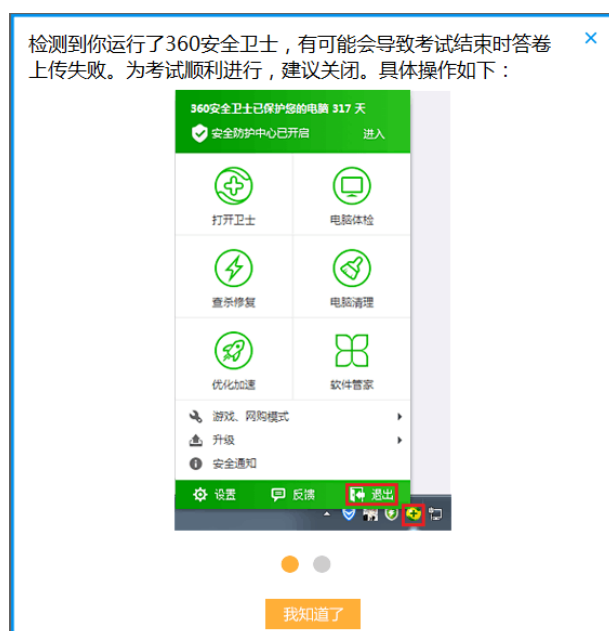 检测到你运行了360安全卫士，有可能会导致考试结束时答卷
上传失败。为考试顺利进行，建议关闭。具体操作如下：
360安全卫士已保护您的电脑 317 天
安全防护中心已开启 进入
打开卫士 电脑体检
查杀修复 电脑清理
优化加速 软件管家
游戏、网购模式
升级
安全通知
设置 反馈 退出
我知道了